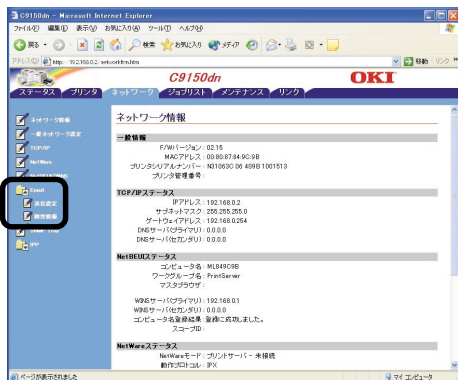 C9150dn - Microsoft Internet Explorer
ファイル(F) 編集(E) 表示(V) お気に入り(A) ツール(T) ヘルプ(H)
戻る 検索 お気に入り メディア
アドレス(D) http://192.168.0.2/networkfrm.htm 移動 リンク
C9150dn OKI
ステータス プリンタ ネットワーク ジョブリスト メンテナンス リンク
ネットワーク情報
一般ネットワーク設定
TCP/IP
NetWare
Email
送信設定
IPP
ネットワーク情報
一般情報
F/Wバージョン : 02.15
MACアドレス : 00:80:87:84:9C:9B
プリンタシリアルナンバー : N31063C 06 409B 1001513
プリンタ管理番号 :
TCP/IPステータス
IPアドレス : 192.168.0.2
サブネットマスク : 255.255.255.0
ゲートウェイアドレス : 192.168.0.254
DNSサーバ(プライマリ) : 0.0.0.0
DNSサーバ(セカンダリ) : 0.0.0.0
NetBEUIステータス
コンピュータ名 : ML849C9B
ワークグループ名 : PrintServer
マスタブラウザ :
WINSサーバ(プライマリ) : 192.168.0.1
WINSサーバ(セカンダリ) : 0.0.0.0
コンピュータ名登録結果 : 登録に成功しました。
スコープID :
NetWareステータス
NetWareモード : プリントサーバ - 未接続
動作プロトコル : IPX
ページが表示されました マイ コンピュータ